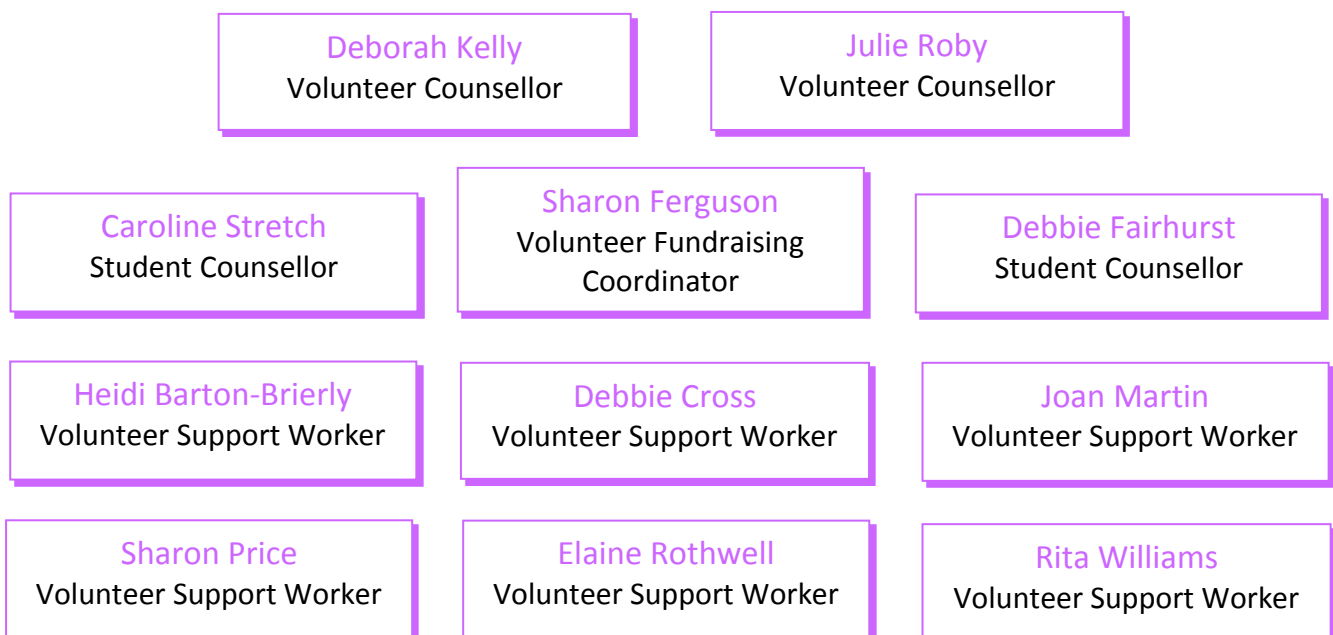 Deborah Kelly
Volunteer Counsellor
Julie Roby
Volunteer Counsellor
Caroline Stretch
Student Counsellor
Sharon Ferguson
Volunteer Fundraising
Coordinator
Debbie Fairhurst
Student Counsellor
Heidi Barton-Brierly
Volunteer Support Worker
Debbie Cross
Volunteer Support Worker
Joan Martin
Volunteer Support Worker
Sharon Price
Volunteer Support Worker
Elaine Rothwell
Volunteer Support Worker
Rita Williams
Volunteer Support Worker